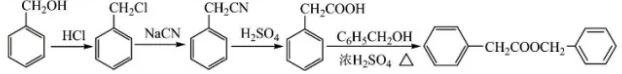 CH₂OH CH₂Cl CH₂CN CH₂COOH
HCl NaCN H₂SO₄ C₆H₅CH₂OH CH₂COOCH₂
浓H₂SO₄ △